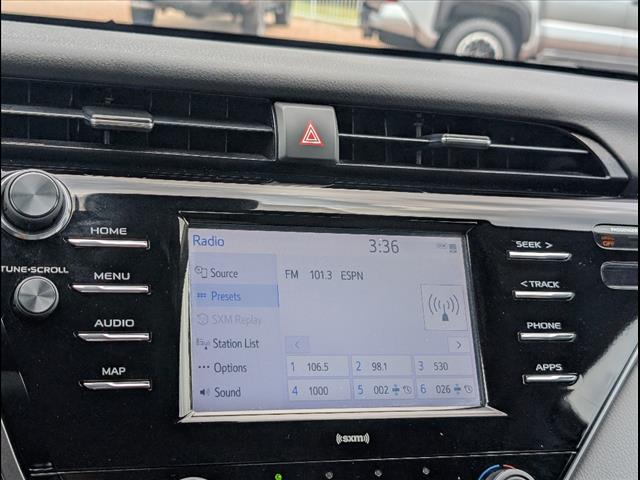 HOME
TUNE•SCROLL
MENU
AUDIO
MAP
Radio
3:36
Source
Presets
SXM Replay
Station List
Options
Sound
FM 101.3 ESPN
1 106.5
2 98.1
3 530
4 1000
5 002
6 026
((sxm))
SEEK >
< TRACK
PHONE
APPS
PASSENGER
OFF